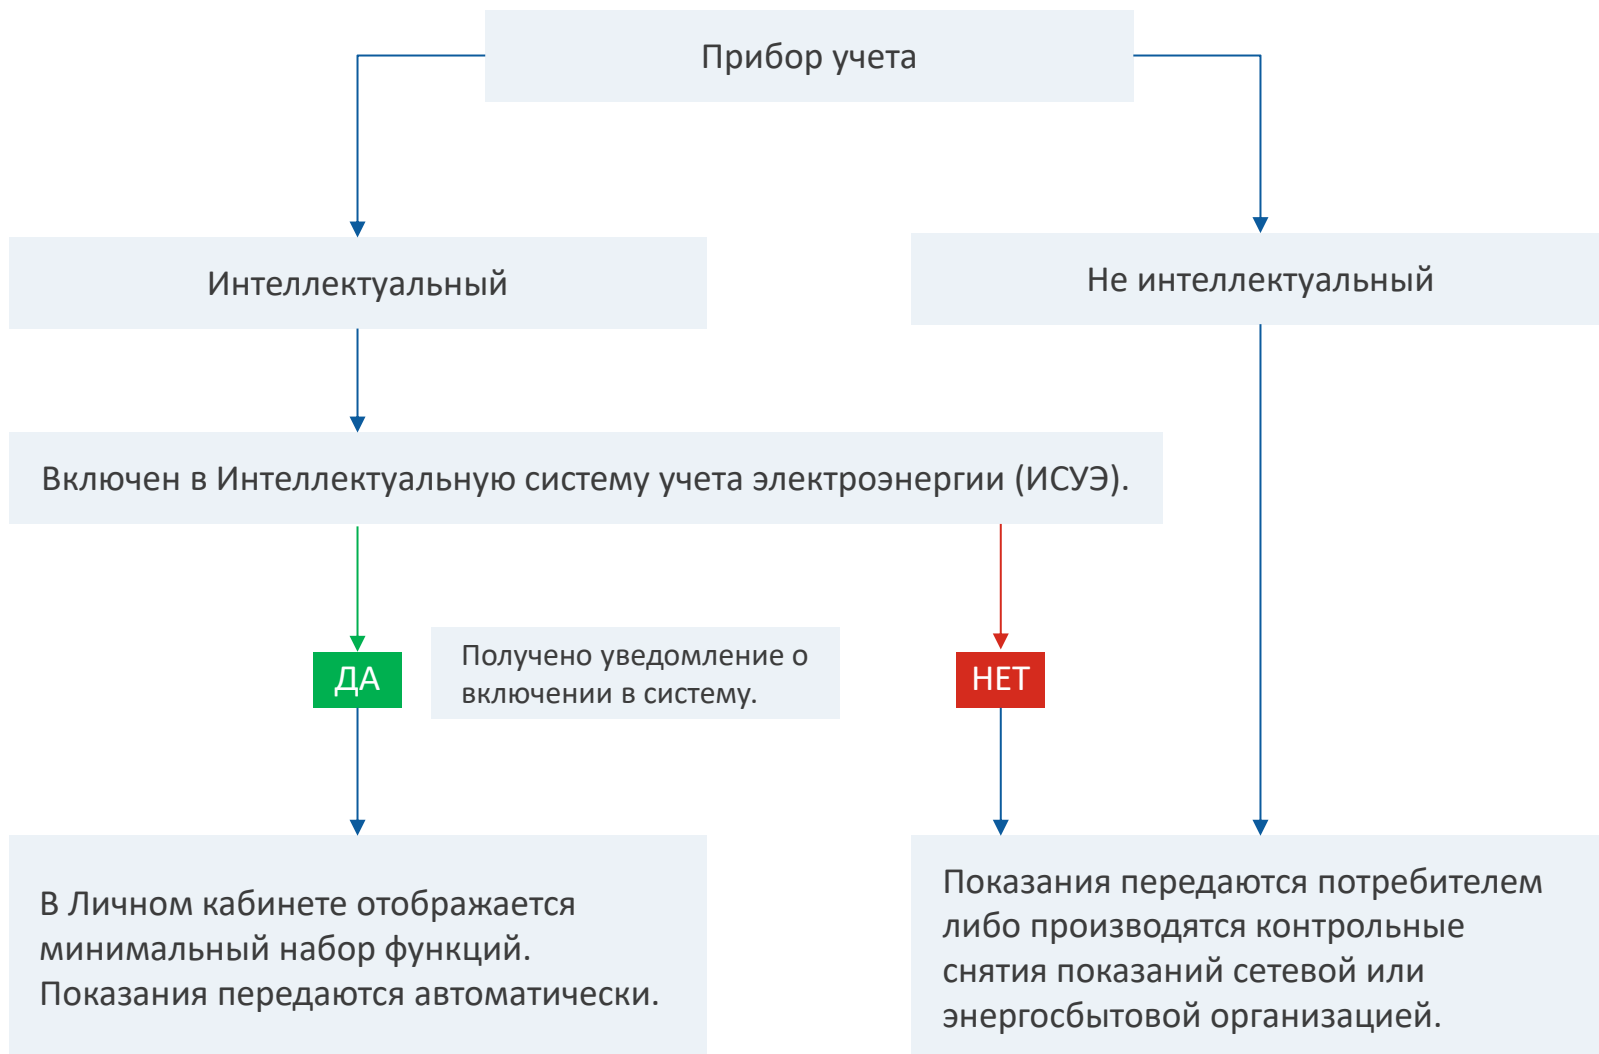 Прибор учета
Интеллектуальный
Не интеллектуальный
Включен в Интеллектуальную систему учета электроэнергии (ИСУЭ).
ДА
Получено уведомление о
включении в систему.
НЕТ
В Личном кабинете отображается
минимальный набор функций.
Показания передаются автоматически.
Показания передаются потребителем
либо производятся контрольные
снятия показаний сетевой или
энергосбытовой организацией.